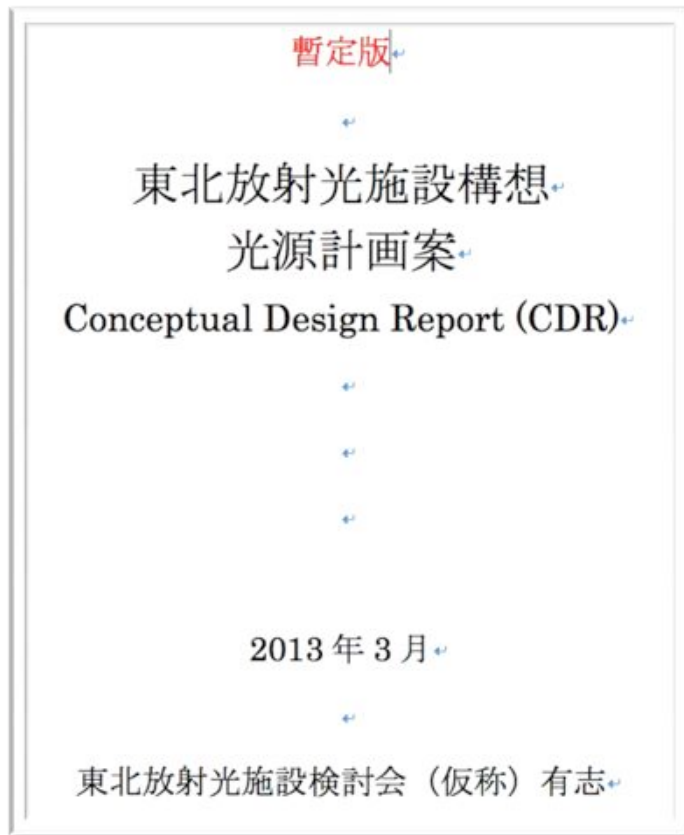 暫定版
東北放射光施設構想
光源計画案
Conceptual Design Report (CDR)
2013 年 3 月
東北放射光施設検討会（仮称）有志